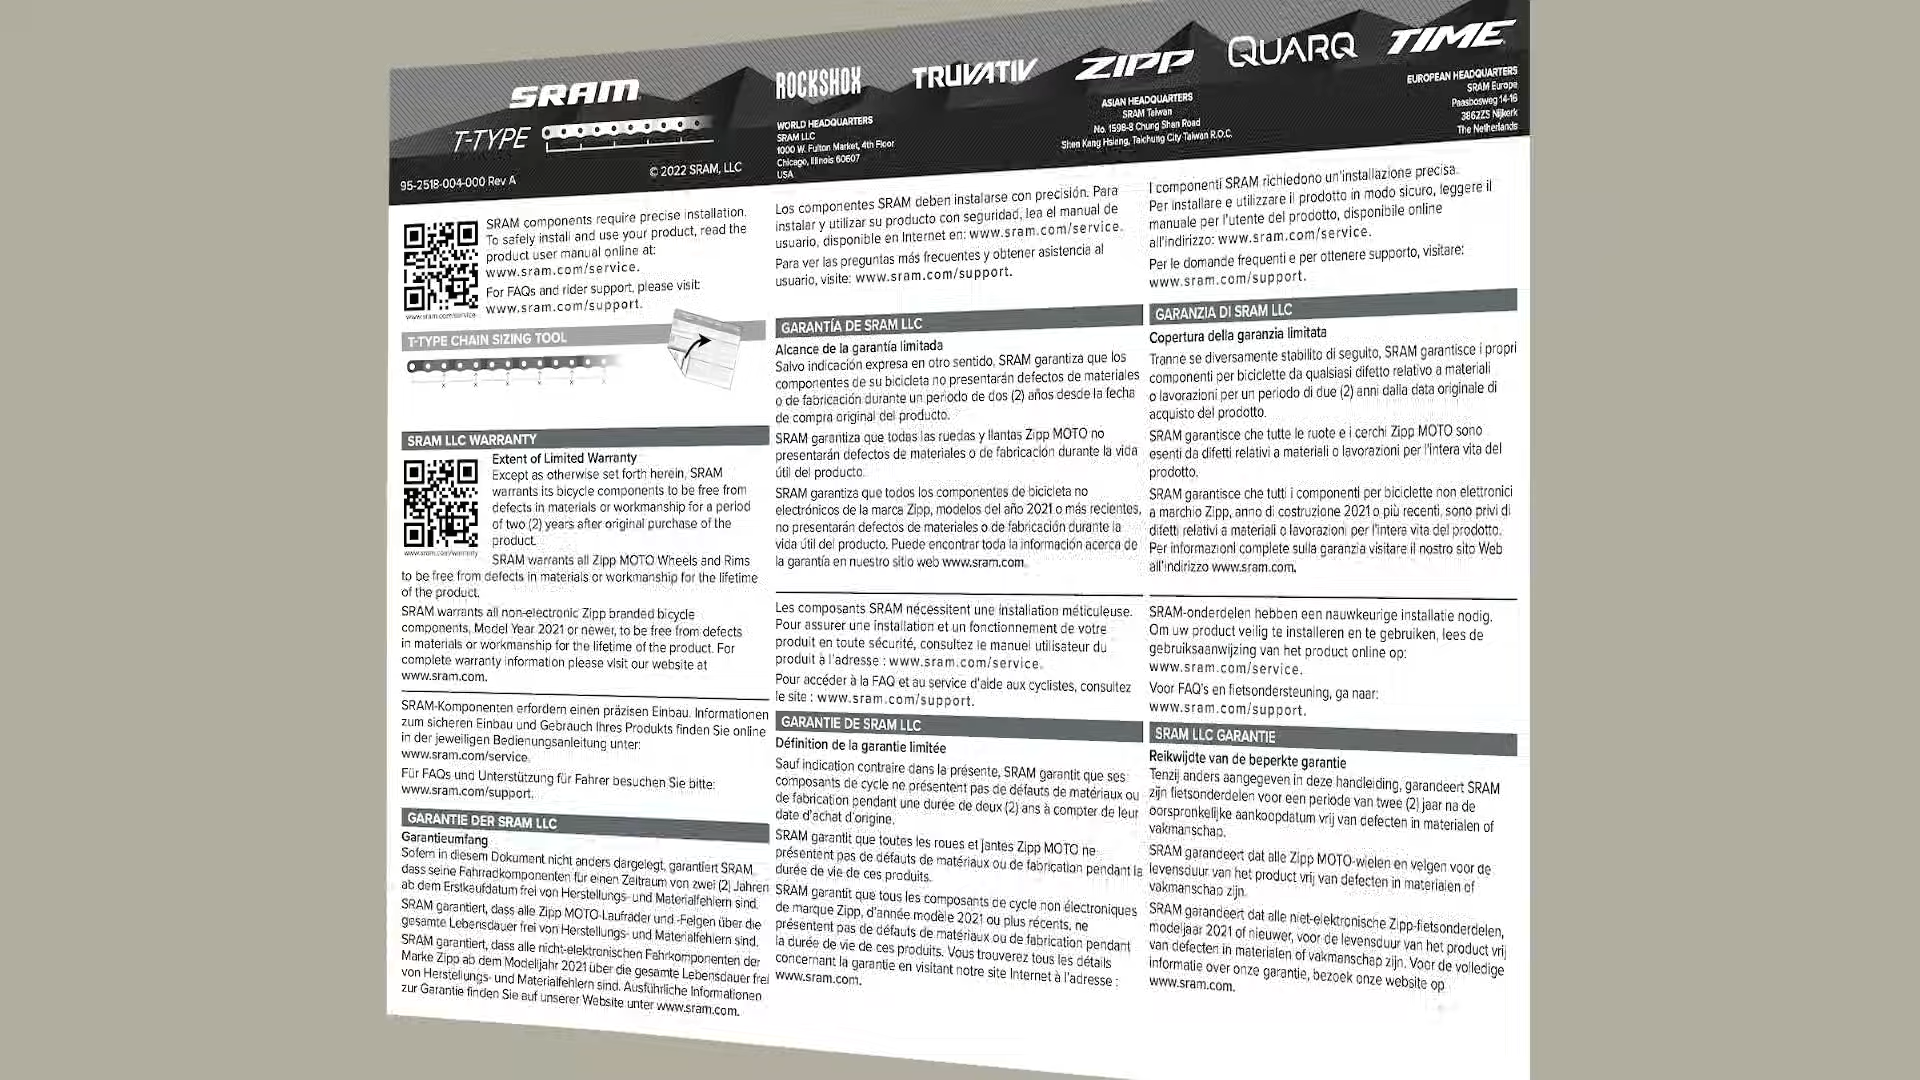 SRAM
T-TYPE
95-2518-004-000 Rev A
© 2022 SRAM, LLC
ROCKSHOX
TRUVATIV
ZIPP
QUARQ
TIME
WORLD HEADQUARTERS
SRAM LLC
1000 W. Fulton Market, 4th Floor
Chicago, Illinois 60607
USA
ASIAN HEADQUARTERS
SRAM Taiwan
No. 1598-8 Chung Shan Road
Shen Kang Hsiang, Taichung City Taiwan R.O.C.
EUROPEAN HEADQUARTERS
SRAM Europe
Paasbosweg 14-16
3862ZS Nijkerk
The Netherlands
SRAM components require precise installation.
To safely install and use your product, read the
product user manual online at:
www.sram.com/service.
For FAQs and rider support, please visit:
www.sram.com/support.
www.sram.com/service
T-TYPE CHAIN SIZING TOOL
SRAM LLC WARRANTY
Extent of Limited Warranty
Except as otherwise set forth herein, SRAM
warrants its bicycle components to be free from
defects in materials or workmanship for a period
of two (2) years after original purchase of the
product.
www.sram.com/warranty
SRAM warrants all Zipp MOTO Wheels and Rims
to be free from defects in materials or workmanship for the lifetime
of the product.
SRAM warrants all non-electronic Zipp branded bicycle
components, Model Year 2021 or newer, to be free from defects
in materials or workmanship for the lifetime of the product. For
complete warranty information please visit our website at
www.sram.com.
SRAM-Komponenten erfordern einen präzisen Einbau. Informationen
zum sicheren Einbau und Gebrauch Ihres Produkts finden Sie online
in der jeweiligen Bedienungsanleitung unter:
www.sram.com/service.
Für FAQs und Unterstützung für Fahrer besuchen Sie bitte:
www.sram.com/support.
GARANTIE DER SRAM LLC
Garantieumfang
Sofern in diesem Dokument nicht anders dargelegt, garantiert SRAM,
dass seine Fahrradkomponenten für einen Zeitraum von zwei (2) Jahren
ab dem Erstkaufdatum frei von Herstellungs- und Materialfehlern sind.
SRAM garantiert, dass alle Zipp MOTO-Laufräder und -Felgen über die
gesamte Lebensdauer frei von Herstellungs- und Materialfehlern sind.
SRAM garantiert, dass alle nicht-elektronischen Fahrkomponenten der
Marke Zipp ab dem Modelljahr 2021 über die gesamte Lebensdauer frei
von Herstellungs- und Materialfehlern sind. Ausführliche Informationen
zur Garantie finden Sie auf unserer Website unter www.sram.com.
Los componentes SRAM deben instalarse con precisión. Para
instalar y utilizar su producto con seguridad, lea el manual de
usuario, disponible en Internet en: www.sram.com/service.
Para ver las preguntas más frecuentes y obtener asistencia al
usuario, visite: www.sram.com/support.
GARANTÍA DE SRAM LLC
Alcance de la garantía limitada
Salvo indicación expresa en otro sentido, SRAM garantiza que los
componentes de su bicicleta no presentarán defectos de materiales
o de fabricación durante un periodo de dos (2) años desde la fecha
de compra original del producto.
SRAM garantiza que todas las ruedas y llantas Zipp MOTO no
presentarán defectos de materiales o de fabricación durante la vida
útil del producto.
SRAM garantiza que todos los componentes de bicicleta no
electrónicos de la marca Zipp, modelos del año 2021 o más recientes,
no presentarán defectos de materiales o de fabricación durante la
vida útil del producto. Puede encontrar toda la información acerca de
la garantía en nuestro sitio web www.sram.com.
Les composants SRAM nécessitent une installation méticuleuse.
Pour assurer une installation et un fonctionnement de votre
produit en toute sécurité, consultez le manuel utilisateur du
produit à l'adresse : www.sram.com/service.
Pour accéder à la FAQ et au service d'aide aux cyclistes, consultez
le site : www.sram.com/support.
GARANTIE DE SRAM LLC
Définition de la garantie limitée
Sauf indication contraire dans la présente, SRAM garantit que ses
composants de cycle ne présentent pas de défauts de matériaux ou
de fabrication pendant une durée de deux (2) ans à compter de leur
date d'achat d'origine.
SRAM garantit que toutes les roues et jantes Zipp MOTO ne
présentent pas de défauts de matériaux ou de fabrication pendant la
durée de vie de ces produits.
SRAM garantit que tous les composants de cycle non électroniques
de marque Zipp, d'année modèle 2021 ou plus récents, ne
présentent pas de défauts de matériaux ou de fabrication pendant
la durée de vie de ces produits. Vous trouverez tous les détails
concernant la garantie en visitant notre site Internet à l'adresse :
www.sram.com.
I componenti SRAM richiedono un'installazione precisa.
Per installare e utilizzare il prodotto in modo sicuro, leggere il
manuale per l'utente del prodotto, disponibile online
all'indirizzo: www.sram.com/service.
Per le domande frequenti e per ottenere supporto, visitare:
www.sram.com/support.
GARANZIA DI SRAM LLC
Copertura della garanzia limitata
Tranne se diversamente stabilito di seguito, SRAM garantisce i propri
componenti per biciclette da qualsiasi difetto relativo a materiali
o lavorazioni per un periodo di due (2) anni dalla data originale di
acquisto del prodotto.
SRAM garantisce che tutte le ruote e i cerchi Zipp MOTO sono
esenti da difetti relativi a materiali o lavorazioni per l'intera vita del
prodotto.
SRAM garantisce che tutti i componenti per biciclette non elettronici
a marchio Zipp, anno di costruzione 2021 o più recenti, sono privi di
difetti relativi a materiali o lavorazioni per l'intera vita del prodotto.
Per informazioni complete sulla garanzia visitare il nostro sito Web
all'indirizzo www.sram.com.
SRAM-onderdelen hebben een nauwkeurige installatie nodig.
Om uw product veilig te installeren en te gebruiken, lees de
gebruiksaanwijzing van het product online op:
www.sram.com/service.
Voor FAQ's en fietsondersteuning, ga naar:
www.sram.com/support.
SRAM LLC GARANTIE
Reikwijdte van de beperkte garantie
Tenzij anders aangegeven in deze handleiding, garandeert SRAM
zijn fietsonderdelen voor een periode van twee (2) jaar na de
oorspronkelijke aankoopdatum vrij van defecten in materialen of
vakmanschap.
SRAM garandeert dat alle Zipp MOTO-wielen en velgen voor de
levensduur van het product vrij van defecten in materialen of
vakmanschap zijn.
SRAM garandeert dat alle niet-elektronische Zipp-fietsonderdelen,
modeljaar 2021 of nieuwer, voor de levensduur van het product vrij
van defecten in materialen of vakmanschap zijn. Voor de volledige
informatie over onze garantie, bezoek onze website op
www.sram.com.